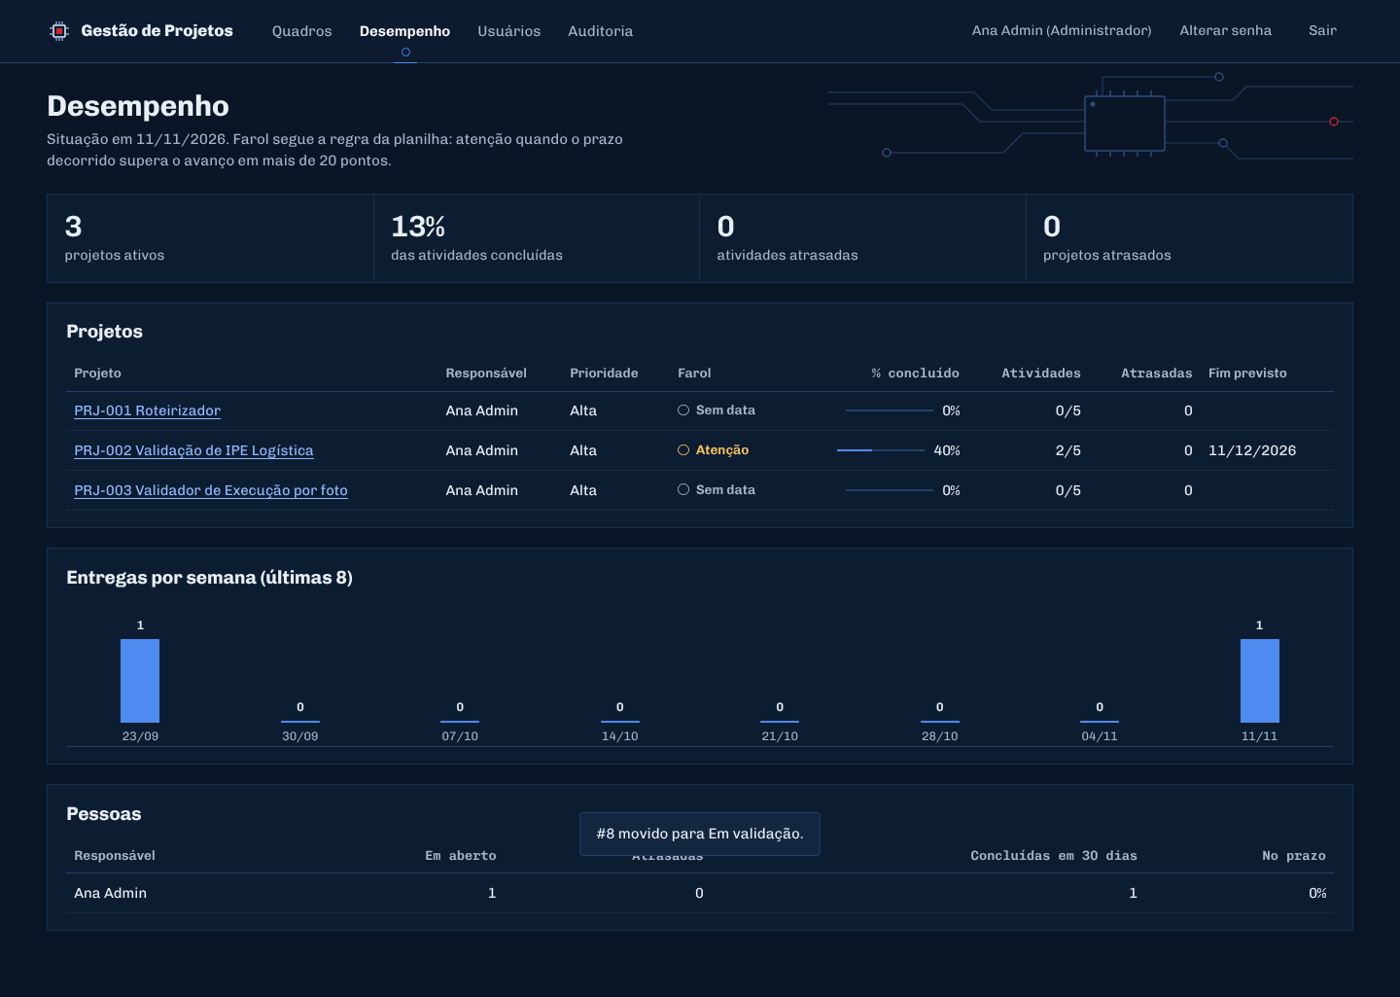 Gestão de Projetos Quadros Desempenho Usuários Auditoria Ana Admin (Administrador) Alterar senha Sair
Desempenho
Situação em 11/11/2026. Farol segue a regra da planilha: atenção quando o prazo
decorrido supera o avanço em mais de 20 pontos.
3 13% 0 0
projetos ativos das atividades concluídas atividades atrasadas projetos atrasados
Projetos
Projeto Responsável Prioridade Farol % concluído Atividades Atrasadas Fim previsto
PRJ-001 Roteirizador Ana Admin Alta Sem data 0% 0/5 0
PRJ-002 Validação de IPE Logística Ana Admin Alta Atenção 40% 2/5 0 11/12/2026
PRJ-003 Validador de Execução por foto Ana Admin Alta Sem data 0% 0/5 0
Entregas por semana (últimas 8)
1 0 0 0 0 0 0 1
23/09 30/09 07/10 14/10 21/10 28/10 04/11 11/11
Pessoas
#8 movido para Em validação.
Responsável Em aberto Atrasadas Concluídas em 30 dias No prazo
Ana Admin 1 0 1 0%